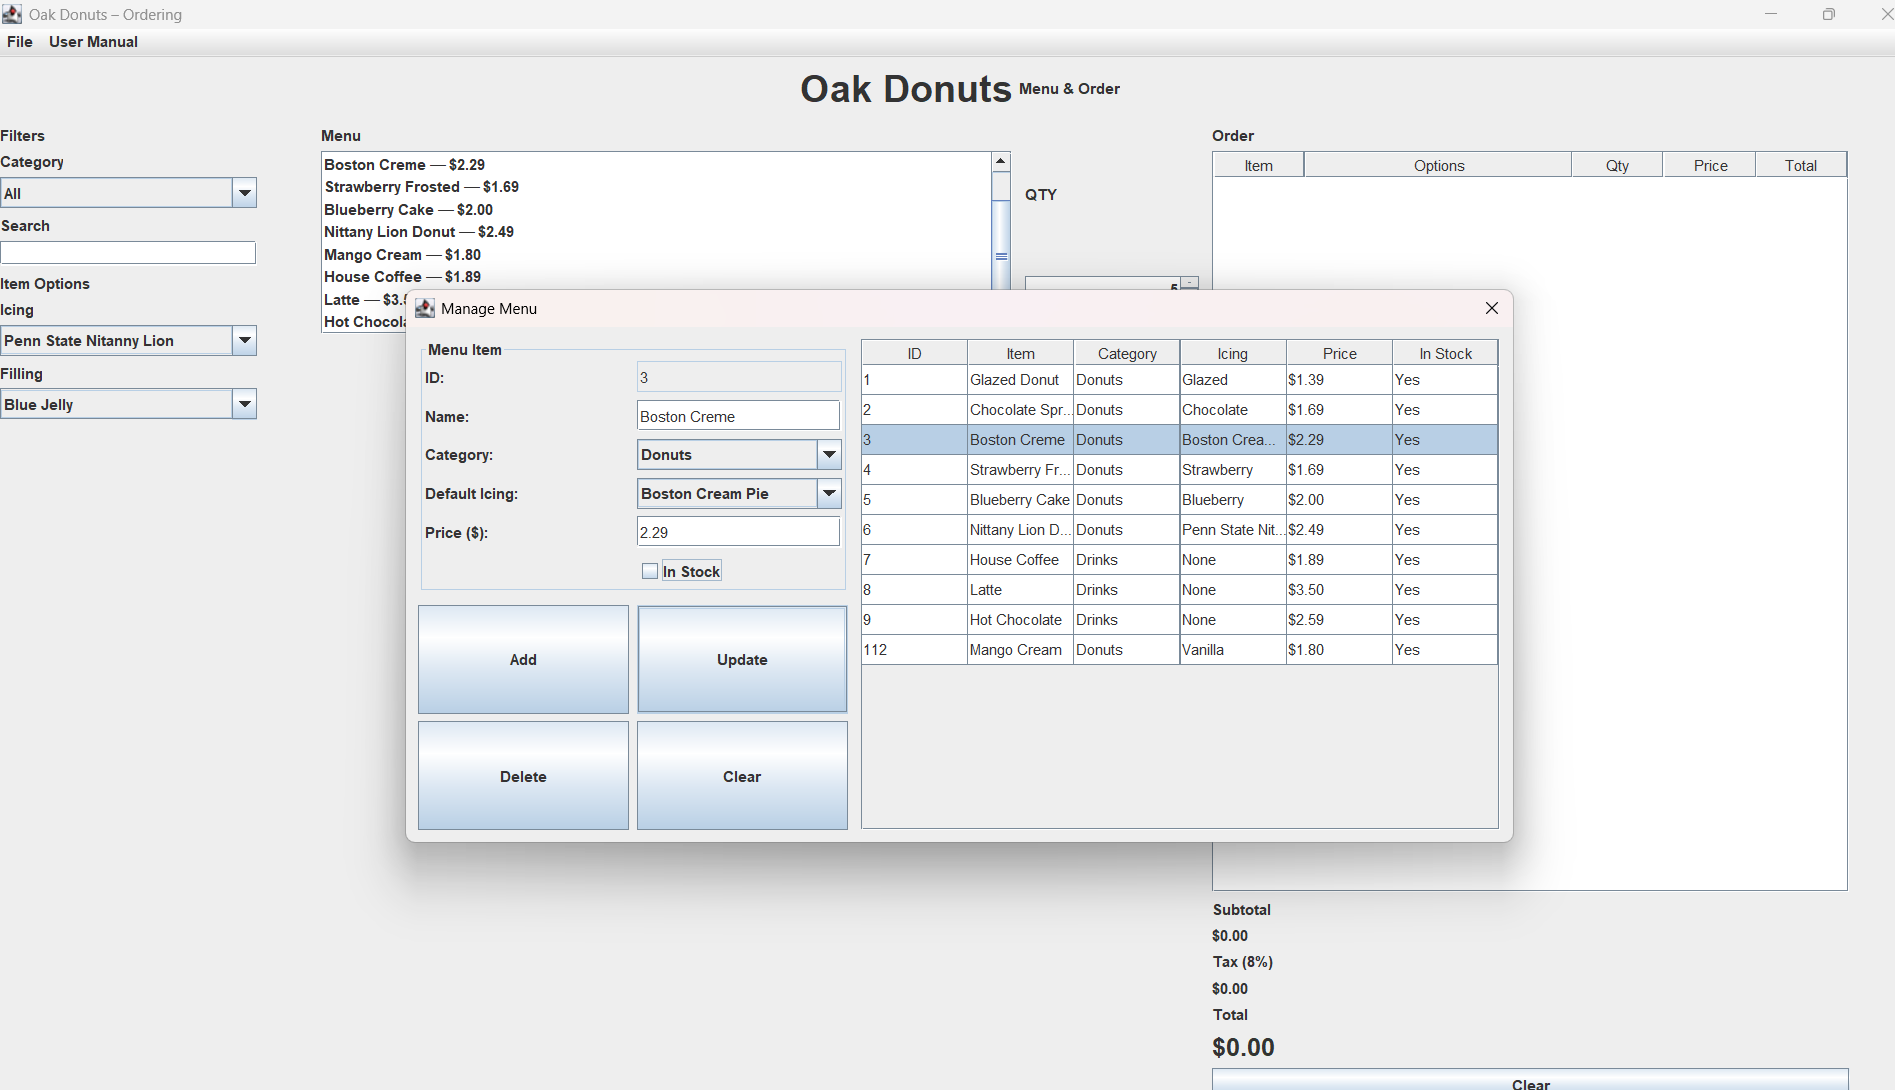 Oak Donuts – Ordering
File User Manual
Oak Donuts Menu & Order
Filters
Category
All
Search
Item Options
Icing
Penn State Nitanny Lion
Filling
Blue Jelly
Menu
Boston Creme — $2.29
Strawberry Frosted — $1.69
Blueberry Cake — $2.00
Nittany Lion Donut — $2.49
Mango Cream — $1.80
House Coffee — $1.89
Latte — $3.
Hot Chocola
QTY
5
Order
Item Options Qty Price Total
Manage Menu
Menu Item
ID: 3
Name: Boston Creme
Category: Donuts
Default Icing: Boston Cream Pie
Price ($): 2.29
In Stock
Add Update
Delete Clear
ID Item Category Icing Price In Stock
1 Glazed Donut Donuts Glazed $1.39 Yes
2 Chocolate Spr... Donuts Chocolate $1.69 Yes
3 Boston Creme Donuts Boston Crea... $2.29 Yes
4 Strawberry Fr... Donuts Strawberry $1.69 Yes
5 Blueberry Cake Donuts Blueberry $2.00 Yes
6 Nittany Lion D... Donuts Penn State Nit... $2.49 Yes
7 House Coffee Drinks None $1.89 Yes
8 Latte Drinks None $3.50 Yes
9 Hot Chocolate Drinks None $2.59 Yes
112 Mango Cream Donuts Vanilla $1.80 Yes
Subtotal
$0.00
Tax (8%)
$0.00
Total
$0.00
Clear